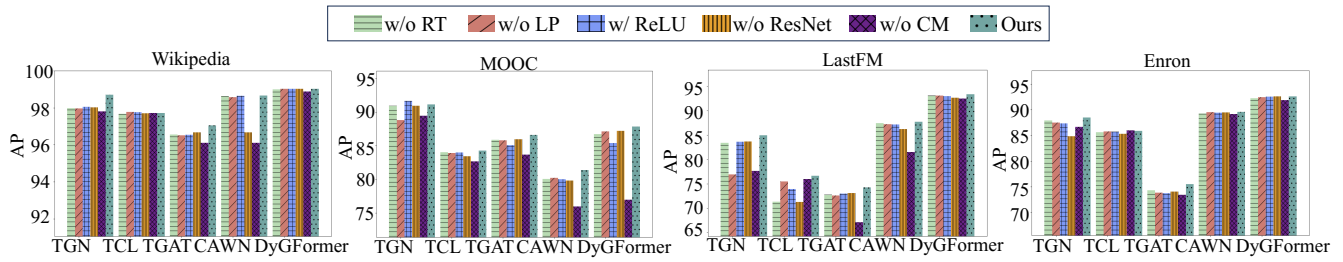 w/o RT w/o LP w/ ReLU w/o ResNet w/o CM Ours
Wikipedia
100
98
96
94
92
AP
TGN TCL TGAT CAWN DyGFormer
MOOC
95
90
85
80
75
AP
TGN TCL TGAT CAWN DyGFormer
LastFM
95
90
85
80
75
70
65
AP
TGN TCL TGAT CAWN DyGFormer
Enron
95
90
85
80
75
70
AP
TGN TCL TGAT CAWN DyGFormer